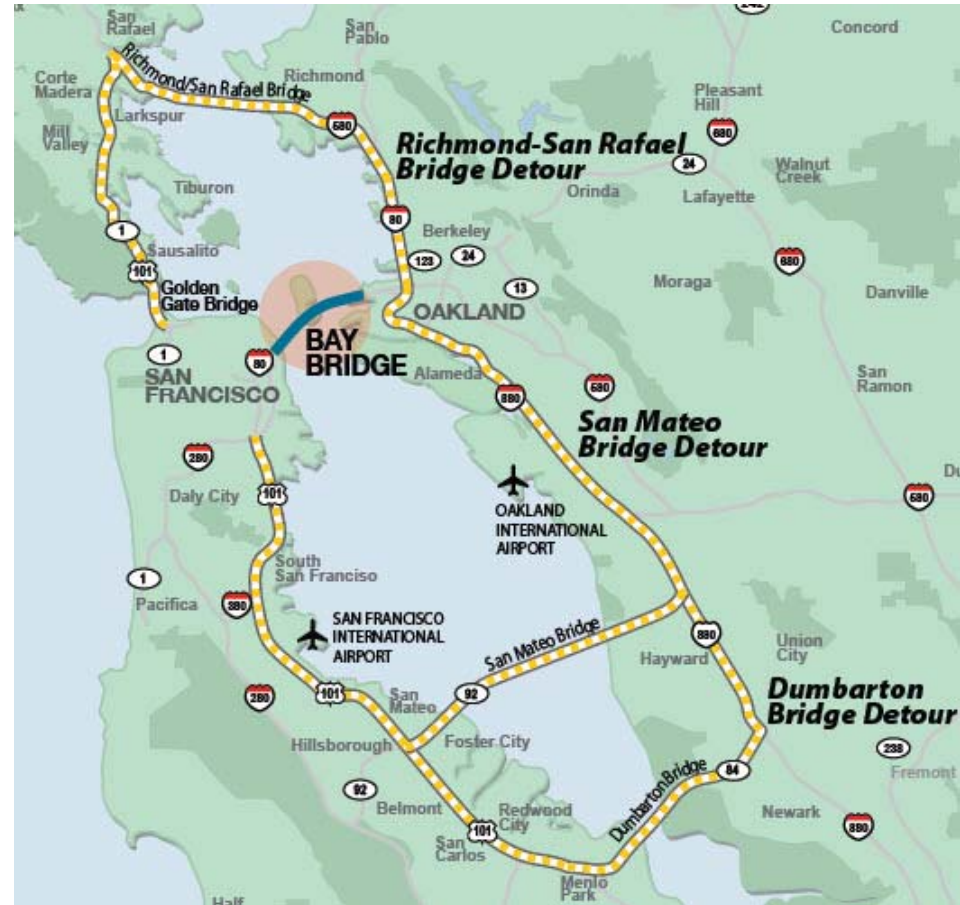 San
Rafael
San
Pablo
242
Concord
Richmond/San Rafael Bridge
Richmond
Corte
Madera
Pleasant
Hill
Larkspur
580
680
Mill
Valley
Richmond-San Rafael
Bridge Detour
24
Walnut
Creek
Tiburon
Orinda
Lafayette
80
1
Berkeley
Sausalito
123
24
680
101
Golden
Gate Bridge
13
Moraga
Danville
OAKLAND
BAY
BRIDGE
1
80
SAN
FRANCISCO
Alameda
San
Ramon
880
580
San Mateo
Bridge Detour
280
Daly City
101
680
OAKLAND
INTERNATIONAL
AIRPORT
South
San Franciso
1
Pacifica
380
SAN FRANCISCO
INTERNATIONAL
AIRPORT
San Mateo Bridge
880
Union
City
Hayward
280
101
San
Mateo
92
Dumbarton
Bridge Detour
Hillsborough
Foster City
238
Fremont
92
Dumbarton Bridge
84
Belmont
Redwood
City
Newark
101
880
San
Carlos
Menlo
Park
Half